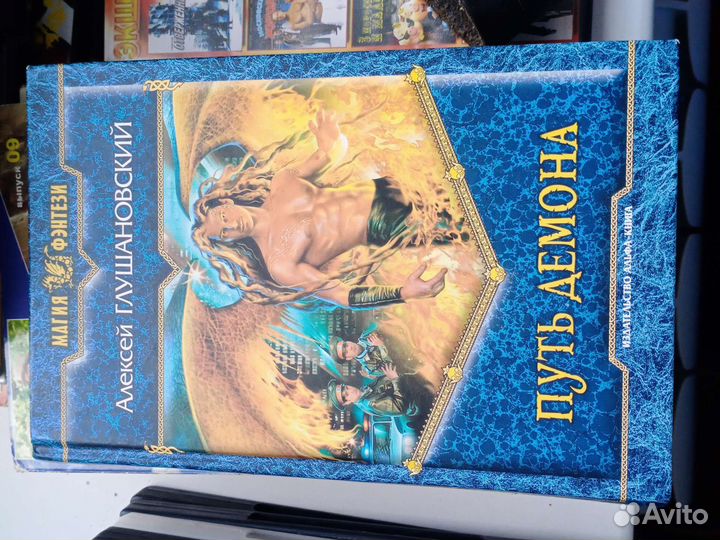 МАГИЯ ФЭНТЕЗИ
Алексей ГЛУШАНОВСКИЙ
ПУТЬ ДЕМОНА
ИЗДАТЕЛЬСТВО АЛЬФА-КНИГА
выпуск 09
Avito